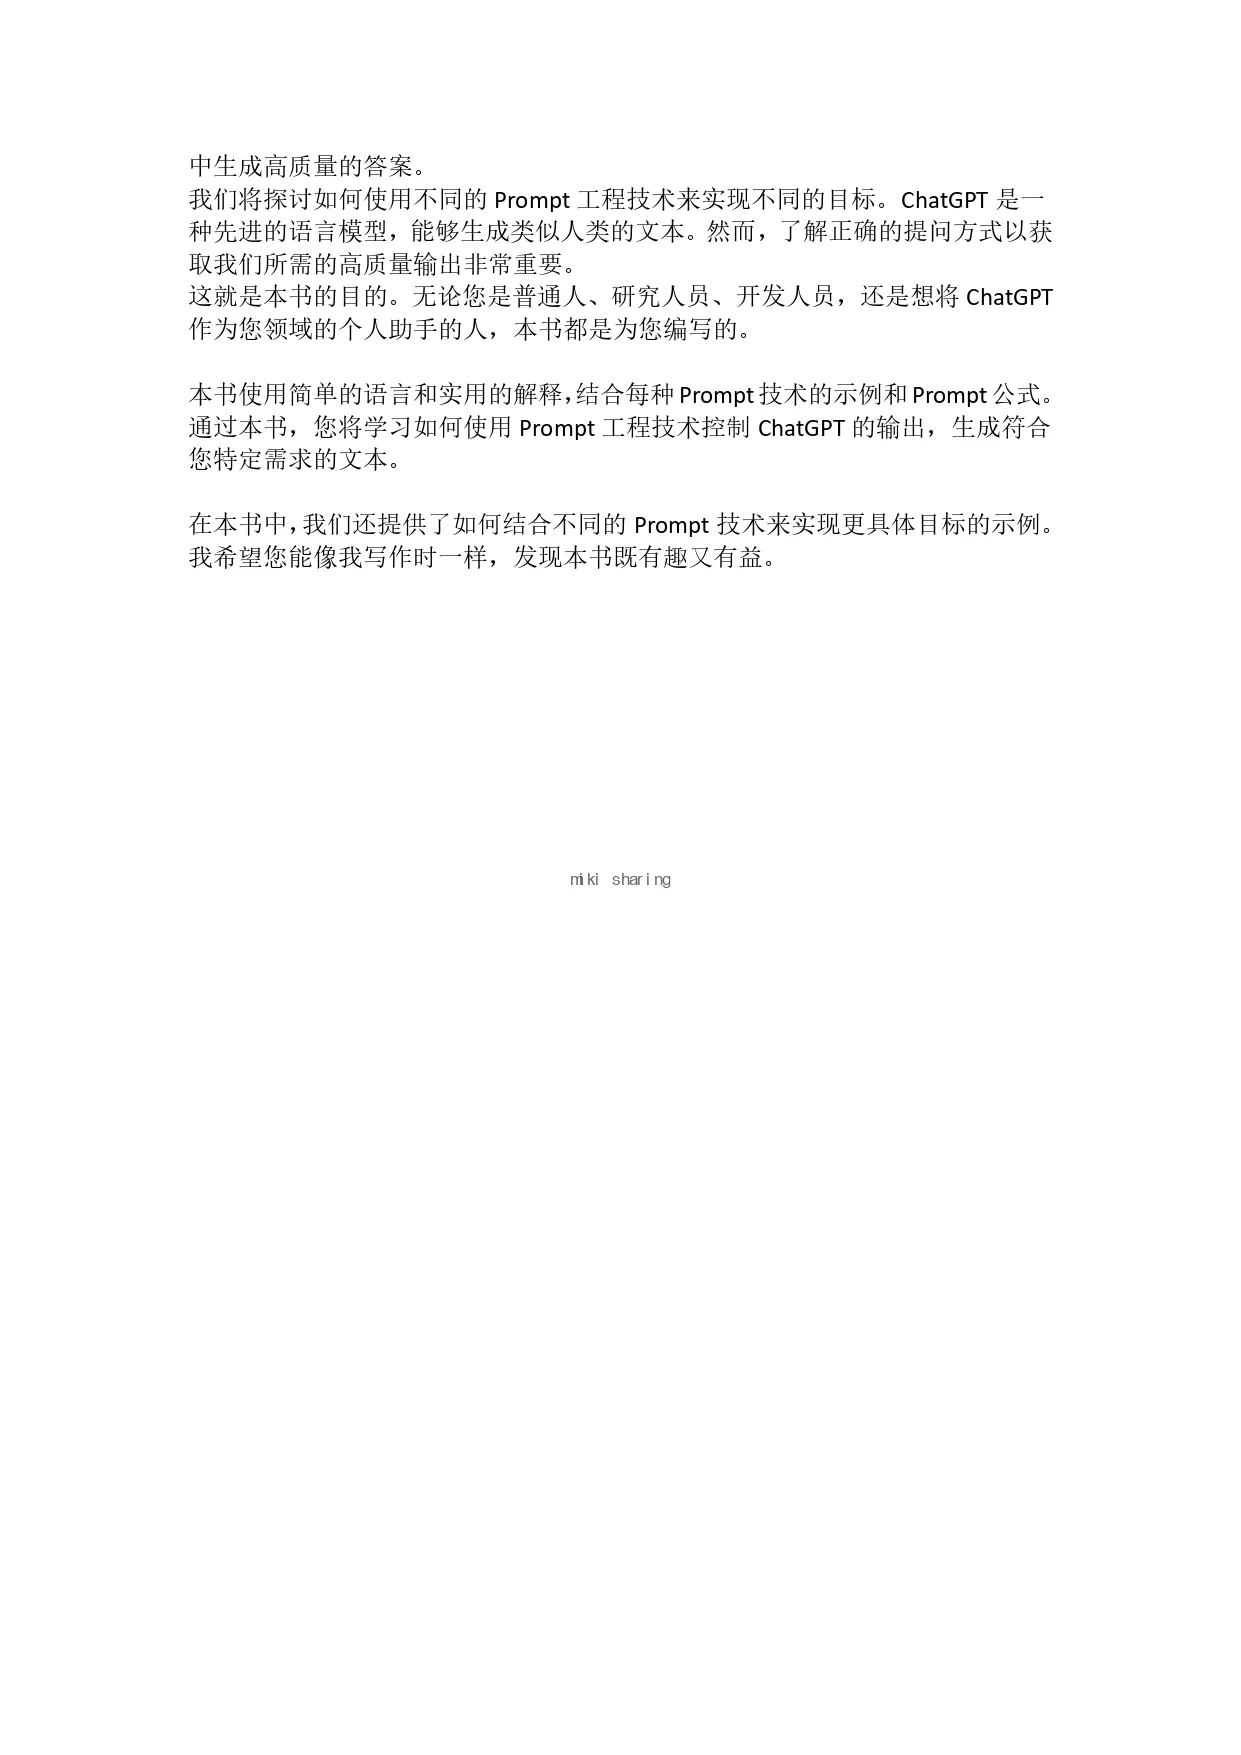 中生成高质量的答案。
我们将探讨如何使用不同的 Prompt 工程技术来实现不同的目标。ChatGPT 是一
种先进的语言模型，能够生成类似人类的文本。然而，了解正确的提问方式以获
取我们所需的高质量输出非常重要。
这就是本书的目的。无论您是普通人、研究人员、开发人员，还是想将 ChatGPT
作为您领域的个人助手的人，本书都是为您编写的。
本书使用简单的语言和实用的解释，结合每种 Prompt 技术的示例和 Prompt 公式。
通过本书，您将学习如何使用 Prompt 工程技术控制 ChatGPT 的输出，生成符合
您特定需求的文本。
在本书中，我们还提供了如何结合不同的 Prompt 技术来实现更具体目标的示例。
我希望您能像我写作时一样，发现本书既有趣又有益。
miki sharing